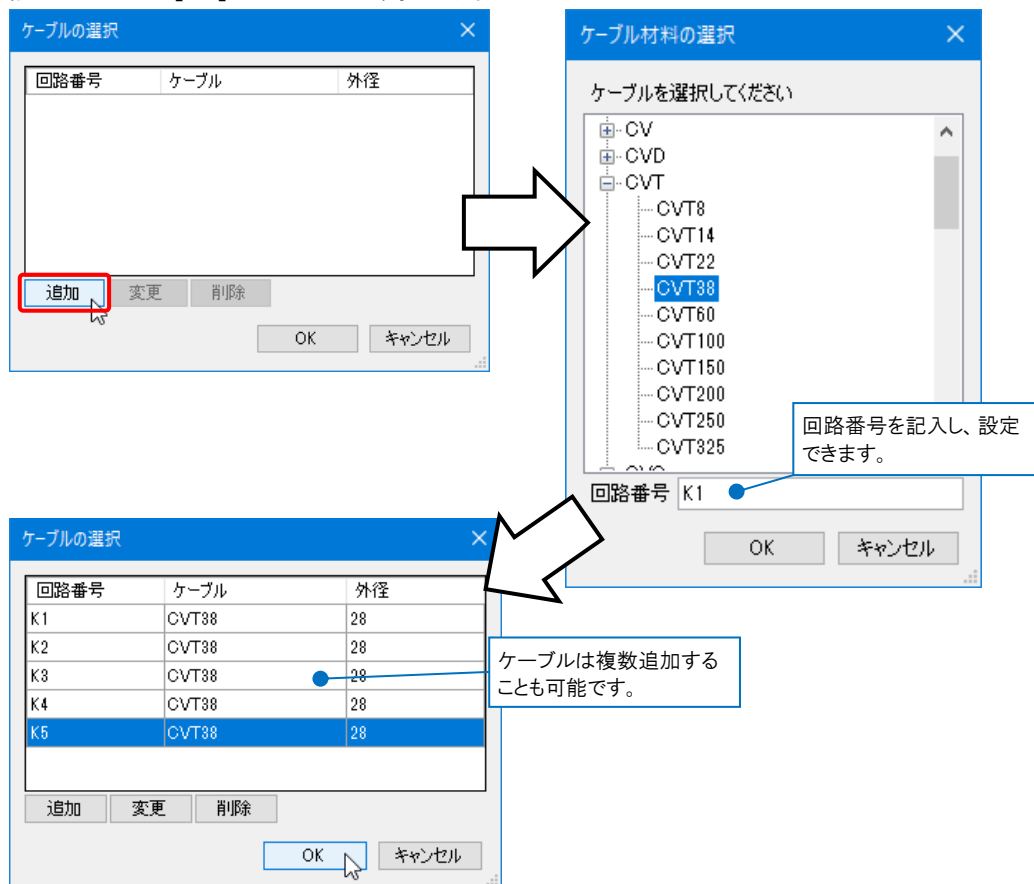 ケーブルの選択
回路番号 ケーブル 外径
追加 変更 削除
OK キャンセル
ケーブル材料の選択
ケーブルを選択してください
CV
CVD
CVT
CVT8
CVT14
CVT22
CVT38
CVT60
CVT100
CVT150
CVT200
CVT250
CVT325
回路番号 K1
OK キャンセル
回路番号を記入し、設定
できます。
ケーブルの選択
回路番号 ケーブル 外径
K1 CVT38 28
K2 CVT38 28
K3 CVT38 28
K4 CVT38 28
K5 CVT38 28
追加 変更 削除
OK キャンセル
ケーブルは複数追加する
ことも可能です。